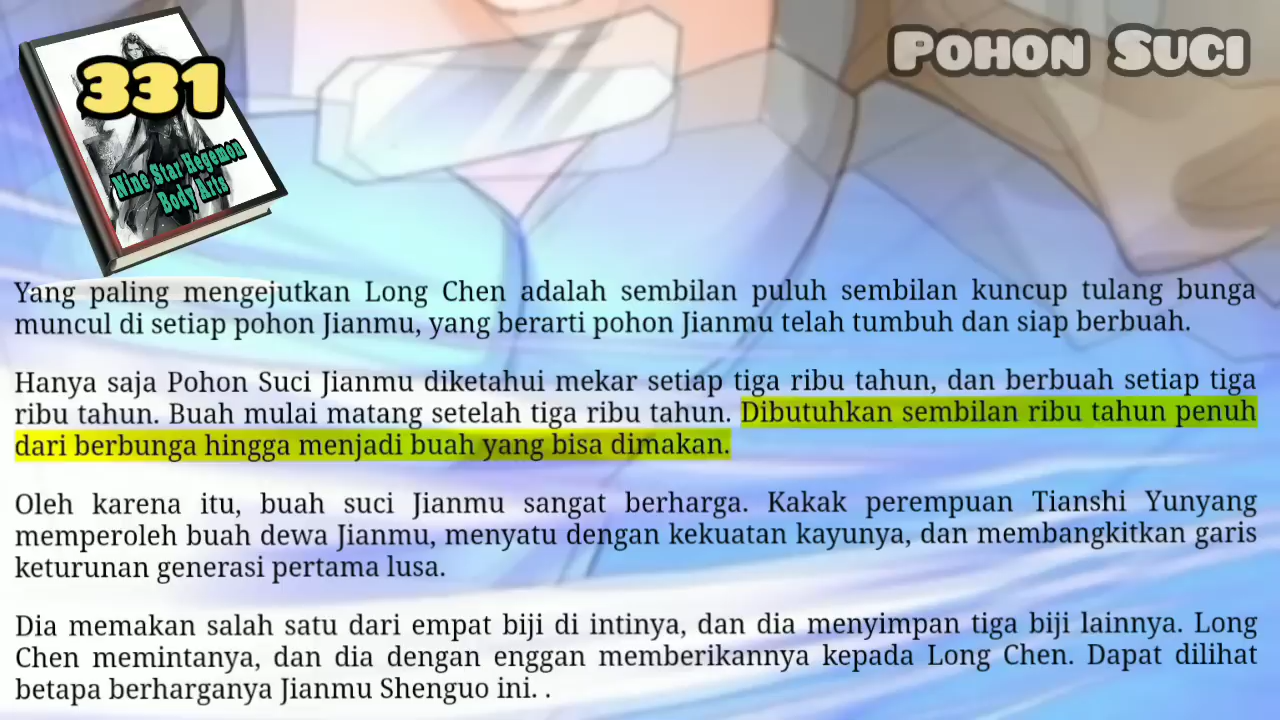 331
Nine Star Hegemon
Body Arts
Pohon Suci
Yang paling mengejutkan Long Chen adalah sembilan puluh sembilan kuncup tulang bunga
muncul di setiap pohon Jianmu, yang berarti pohon Jianmu telah tumbuh dan siap berbuah.
Hanya saja Pohon Suci Jianmu diketahui mekar setiap tiga ribu tahun, dan berbuah setiap tiga
ribu tahun. Buah mulai matang setelah tiga ribu tahun. Dibutuhkan sembilan ribu tahun penuh
dari berbunga hingga menjadi buah yang bisa dimakan.
Oleh karena itu, buah suci Jianmu sangat berharga. Kakak perempuan Tianshi Yunyang
memperoleh buah dewa Jianmu, menyatu dengan kekuatan kayunya, dan membangkitkan garis
keturunan generasi pertama lusa.
Dia memakan salah satu dari empat biji di intinya, dan dia menyimpan tiga biji lainnya. Long
Chen memintanya, dan dia dengan enggan memberikannya kepada Long Chen. Dapat dilihat
betapa berharganya Jianmu Shenguo ini. .